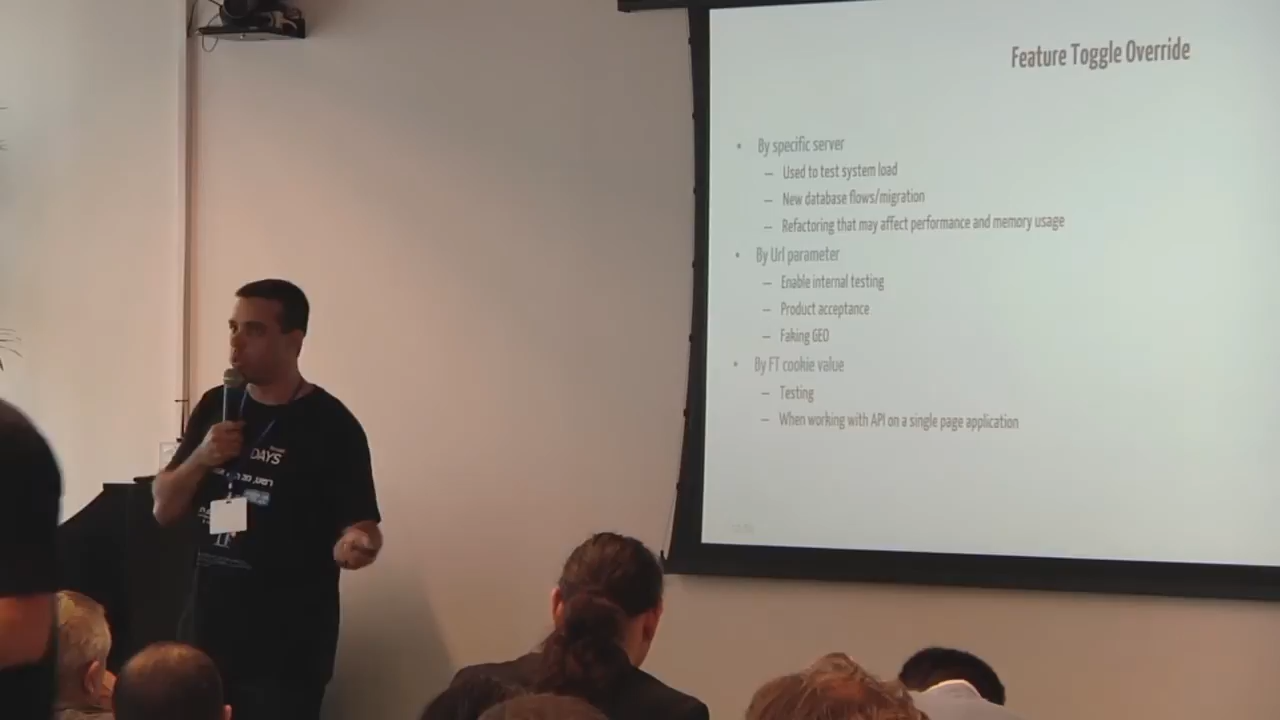 Feature Toggle Override
• By specific server
– Used to test system load
– New database flows/migration
– Refactoring that may affect performance and memory usage
• By Url parameter
– Enable internal testing
– Product acceptance
– Faking GEO
• By FT cookie value
– Testing
– When working with API on a single page application
DAYS